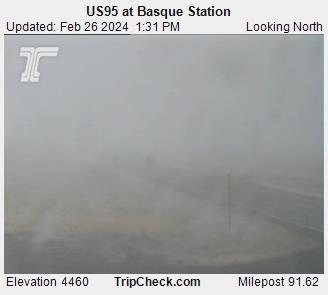 US95 at Basque Station
Updated: Feb 26 2024 1:31 PM Looking North
Elevation 4460 TripCheck.com Milepost 91.62